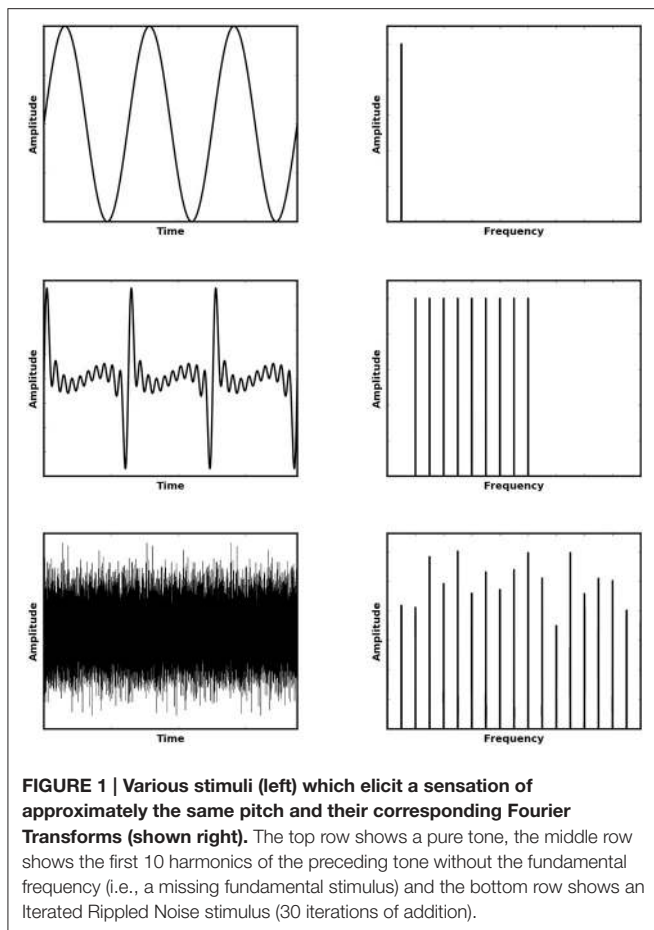 Amplitude
Time
Amplitude
Frequency
Amplitude
Time
Amplitude
Frequency
Amplitude
Time
Amplitude
Frequency
FIGURE 1 | Various stimuli (left) which elicit a sensation of
approximately the same pitch and their corresponding Fourier
Transforms (shown right). The top row shows a pure tone, the middle row
shows the first 10 harmonics of the preceding tone without the fundamental
frequency (i.e., a missing fundamental stimulus) and the bottom row shows an
Iterated Rippled Noise stimulus (30 iterations of addition).